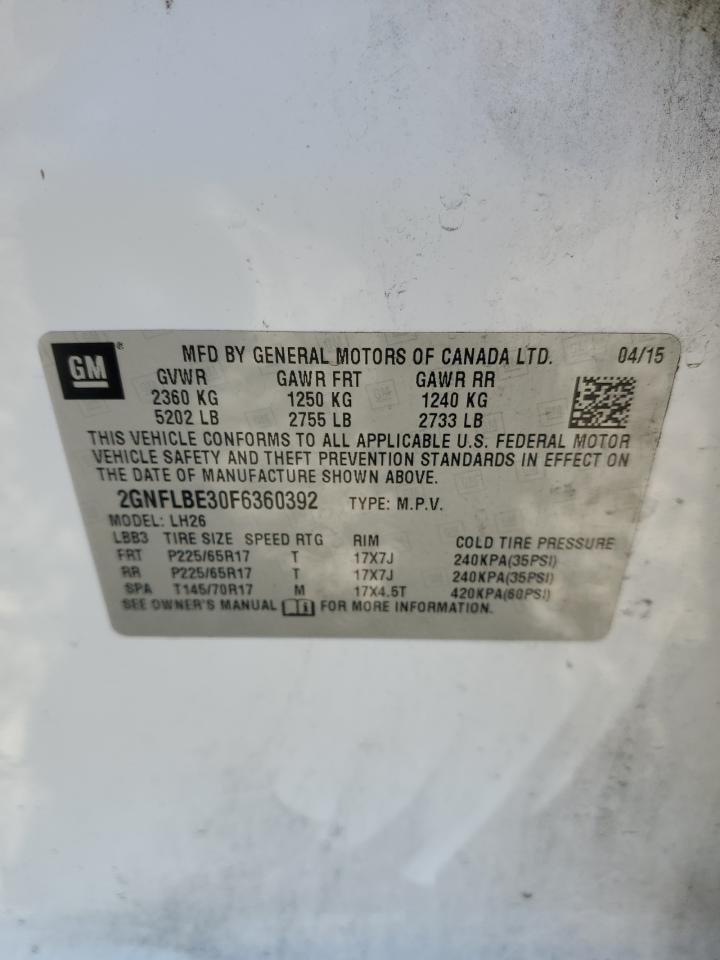 GM ® MFD BY GENERAL MOTORS OF CANADA LTD. 04/15
GVWR GAWR FRT GAWR RR
2360 KG 1250 KG 1240 KG
5202 LB 2755 LB 2733 LB
THIS VEHICLE CONFORMS TO ALL APPLICABLE U.S. FEDERAL MOTOR
VEHICLE SAFETY AND THEFT PREVENTION STANDARDS IN EFFECT ON
THE DATE OF MANUFACTURE SHOWN ABOVE.
2GNFLBE30F6360392 TYPE: M.P.V.
MODEL: LH26
LBB3 TIRE SIZE SPEED RTG RIM COLD TIRE PRESSURE
FRT P225/65R17 T 17X7J 240KPA(35PSI)
RR P225/65R17 T 17X7J 240KPA(35PSI)
SPA T145/70R17 M 17X4.5T 420KPA(60PSI)
SEE OWNER'S MANUAL FOR MORE INFORMATION.